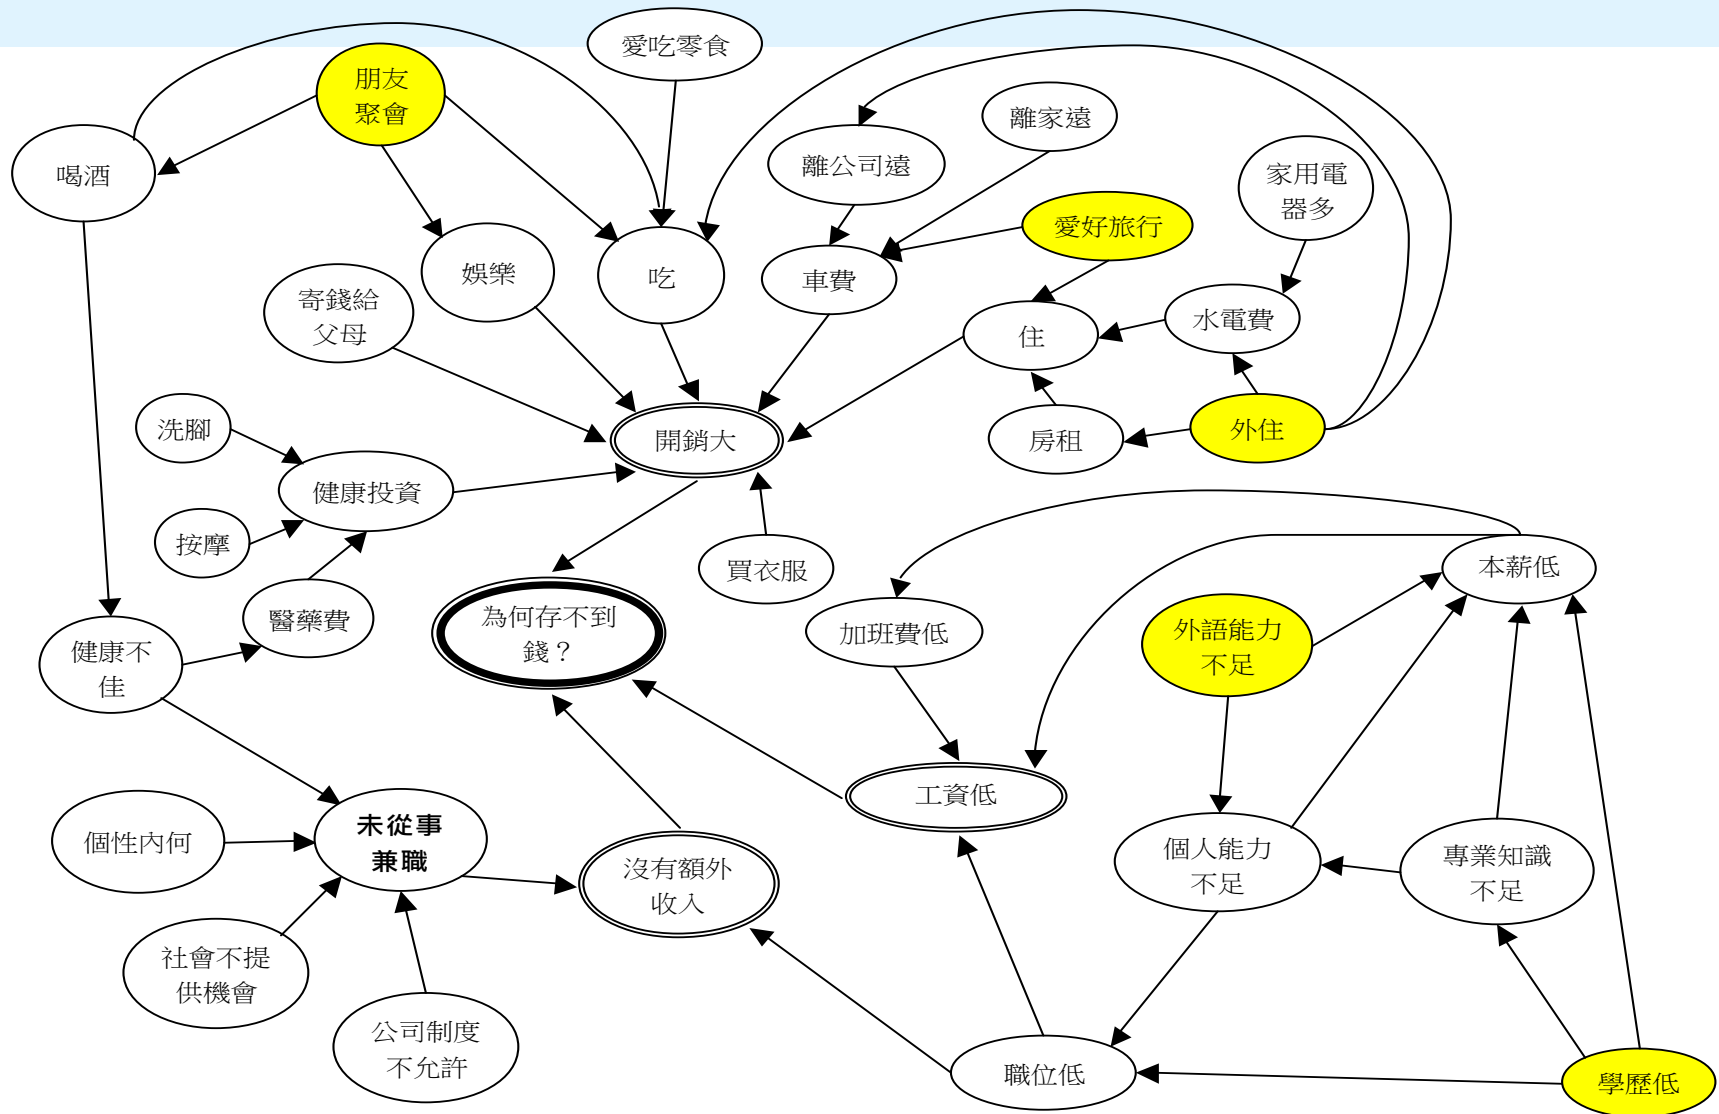 愛吃零食
朋友
聚會
離家遠
離公司遠
家用電
器多
喝酒
愛好旅行
娛樂
吃
車費
寄錢給
父母
水電費
住
洗腳
開銷大
房租
外住
健康投資
按摩
買衣服
本薪低
醫藥費
為何存不到
錢？
加班費低
外語能力
不足
健康不
佳
工資低
個性內何
未從事
兼職
沒有額外
收入
個人能力
不足
專業知識
不足
社會不提
供機會
公司制度
不允許
職位低
學歷低